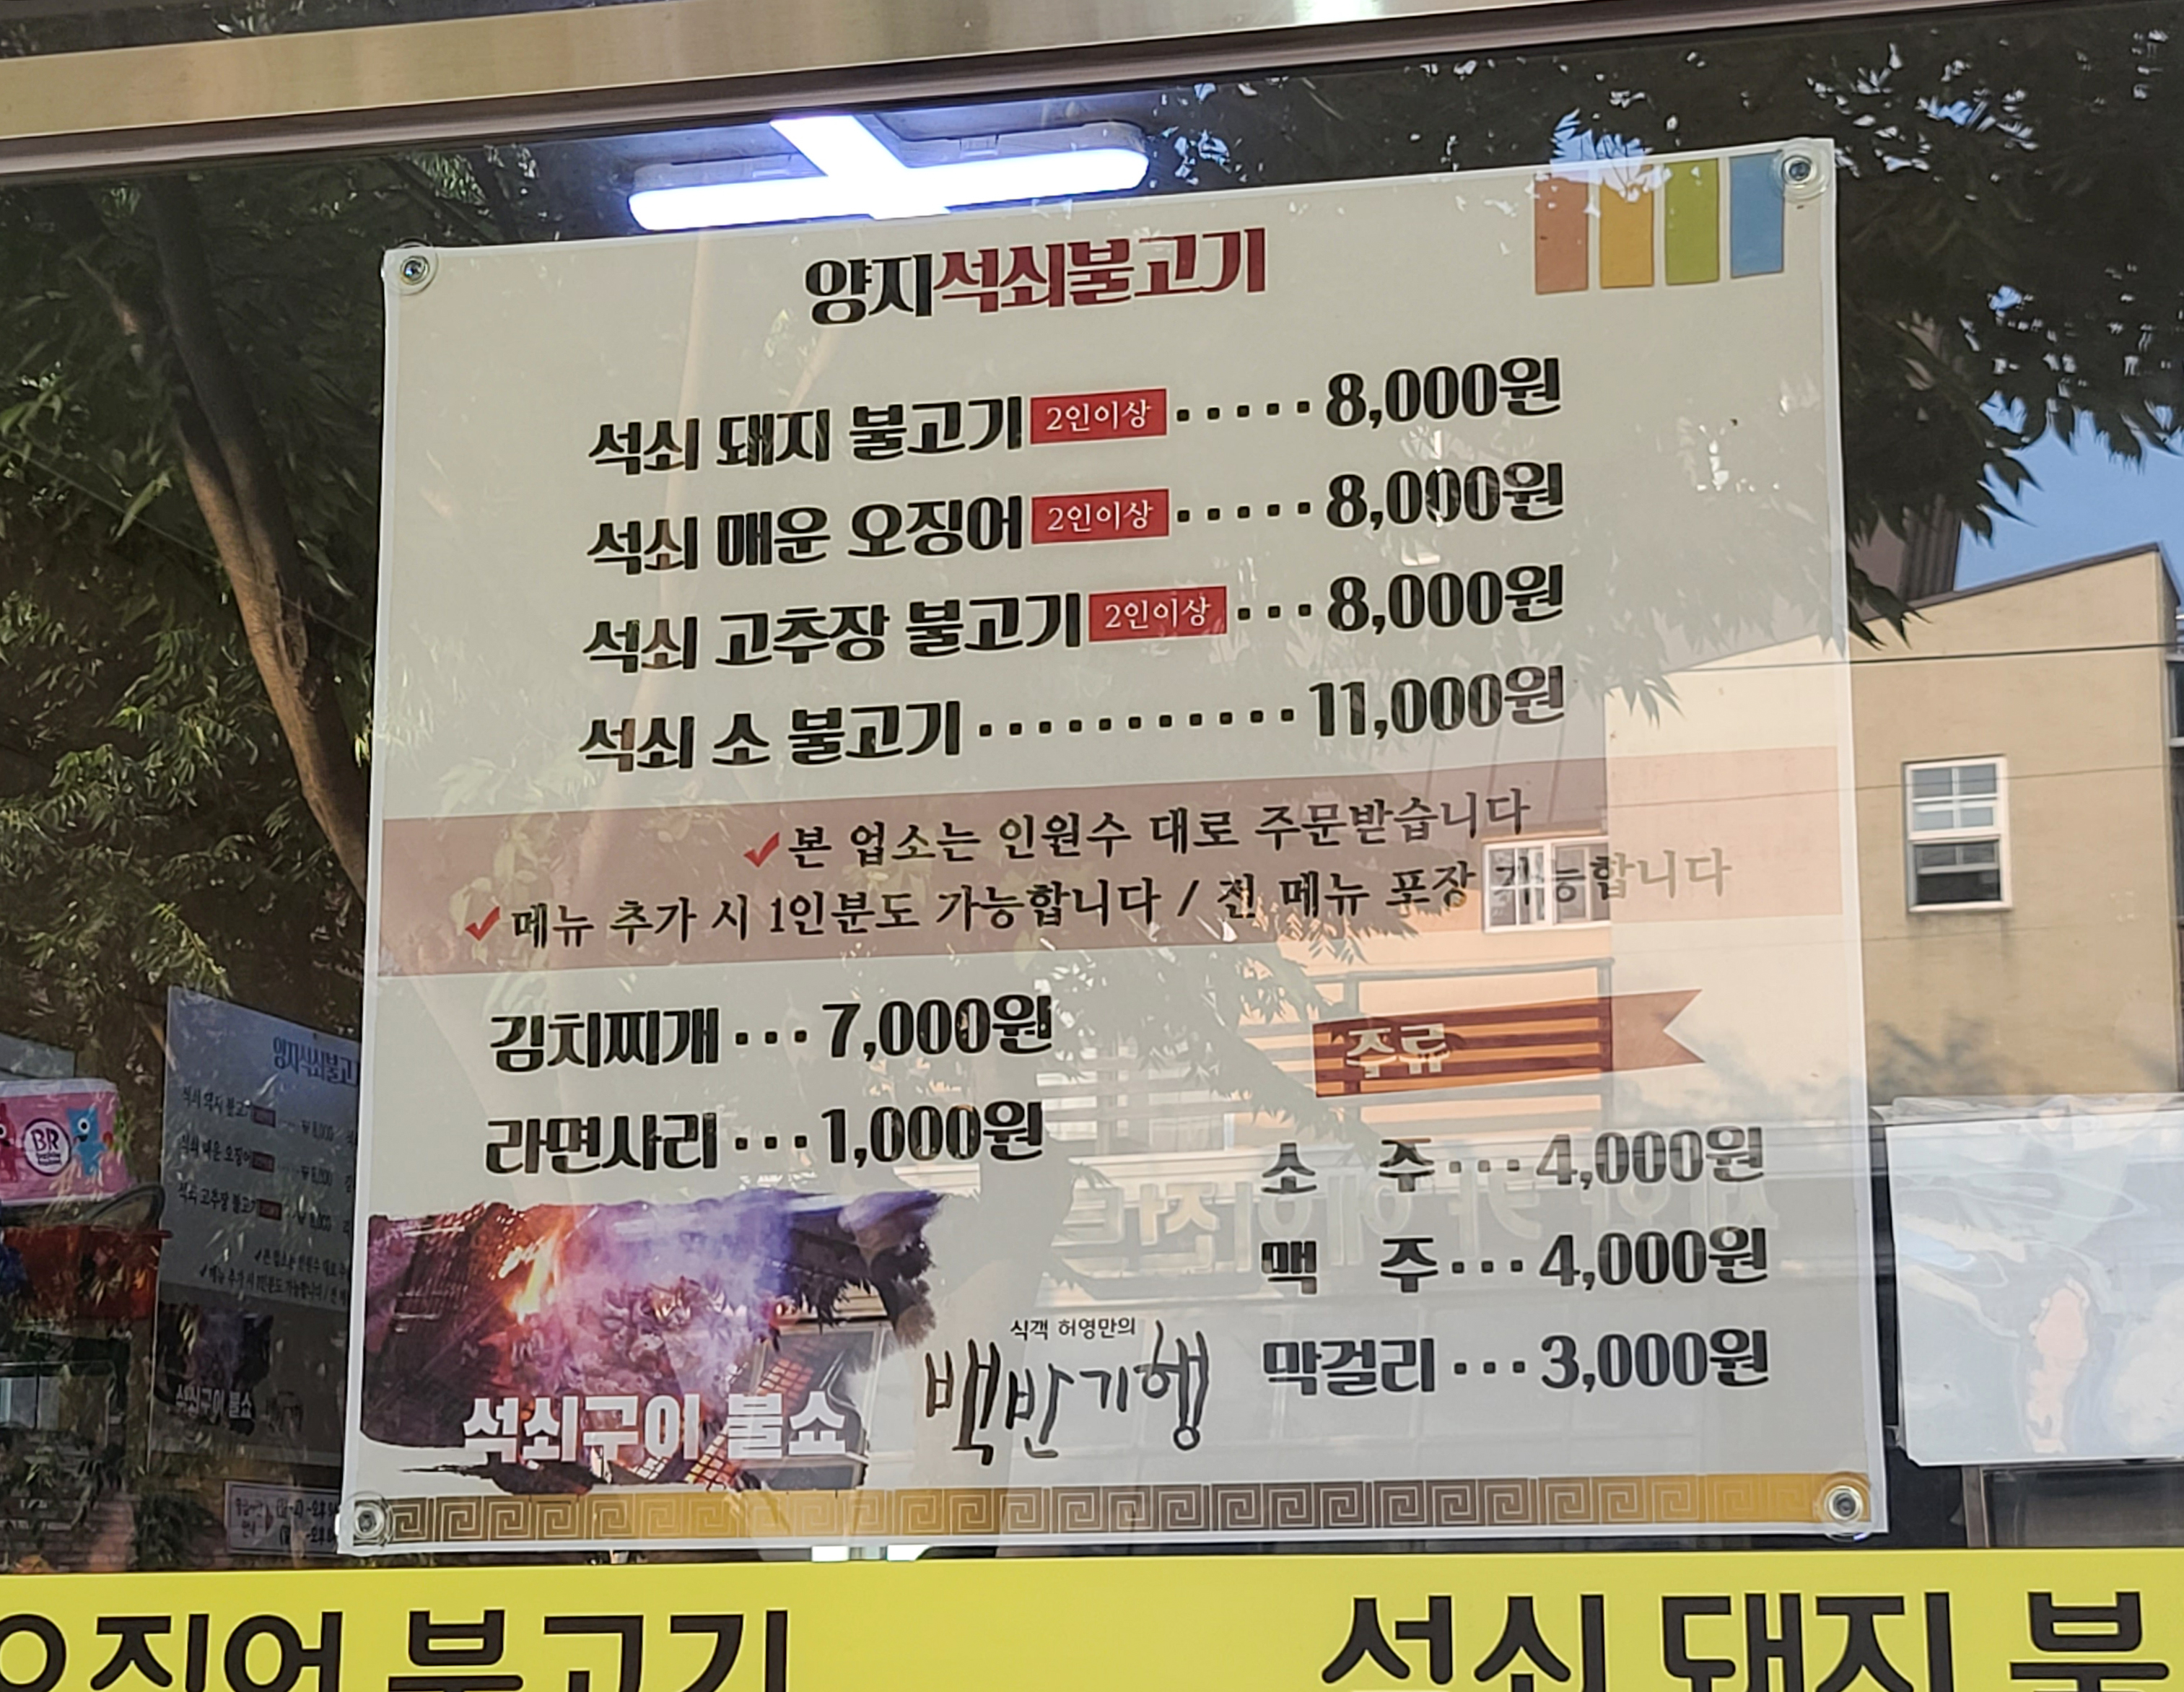 양지석쇠불고기
석쇠 돼지 불고기 2인이상 ····· 8,000원
석쇠 매운 오징어 2인이상 ····· 8,000원
석쇠 고추장 불고기 2인이상 ··· 8,000원
석쇠 소 불고기 ··········· 11,000원
✓본 업소는 인원수 대로 주문받습니다
✓메뉴 추가 시 1인분도 가능합니다 / 전 메뉴 포장 가능합니다
김치찌개 ··· 7,000원
라면사리 ··· 1,000원
주류
소 주 ··· 4,000원
맥 주 ··· 4,000원
막걸리 ··· 3,000원
석쇠구이 불쇼
식객 허영만의
백반기행
BR
오징어 불고기
석쇠 돼지 불